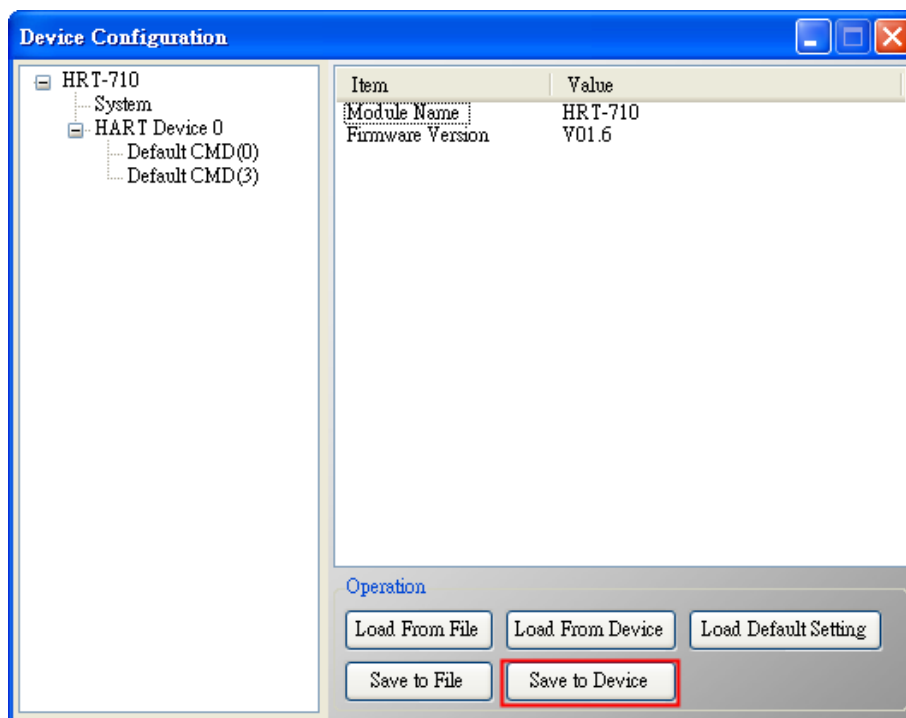 Device Configuration
HRT-710
System
HART Device 0
Default CMD(0)
Default CMD(3)
Item Value
Module Name HRT-710
Firmware Version V01.6
Operation
Load From File Load From Device Load Default Setting
Save to File Save to Device